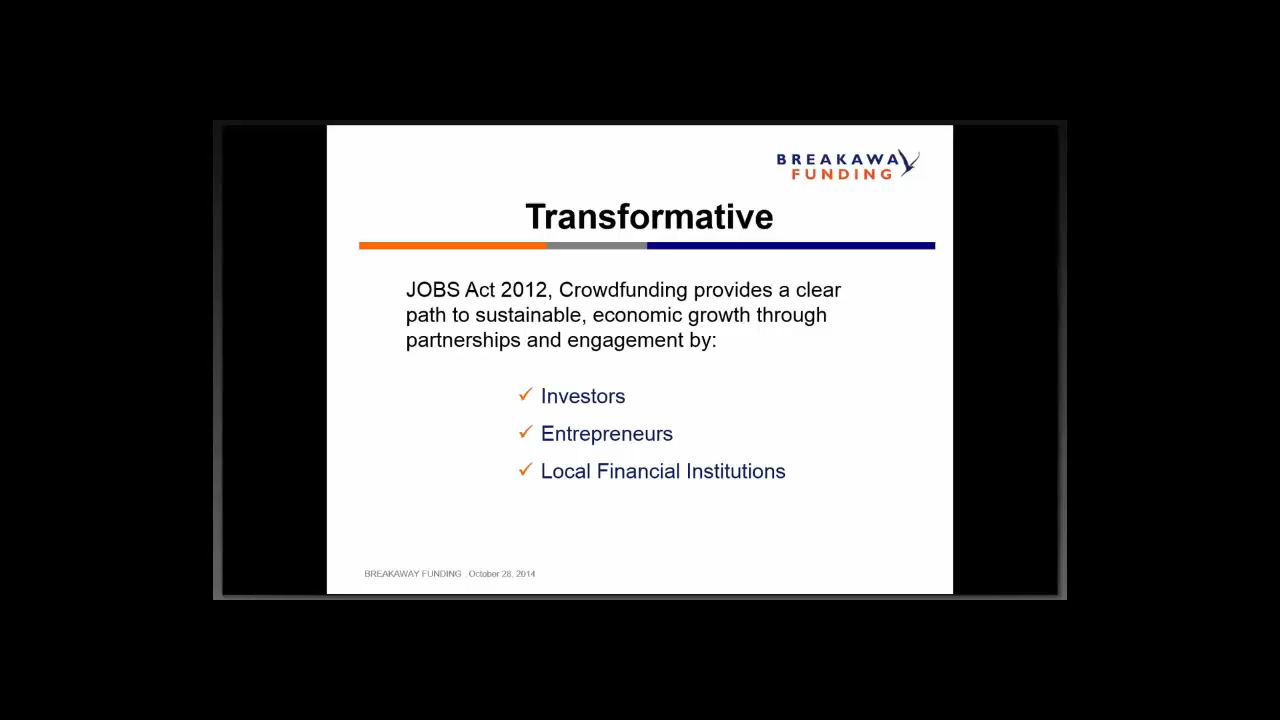 BREAKAWAY
FUNDING
Transformative
JOBS Act 2012, Crowdfunding provides a clear
path to sustainable, economic growth through
partnerships and engagement by:
✓ Investors
✓ Entrepreneurs
✓ Local Financial Institutions
BREAKAWAY FUNDING . October 28, 2014